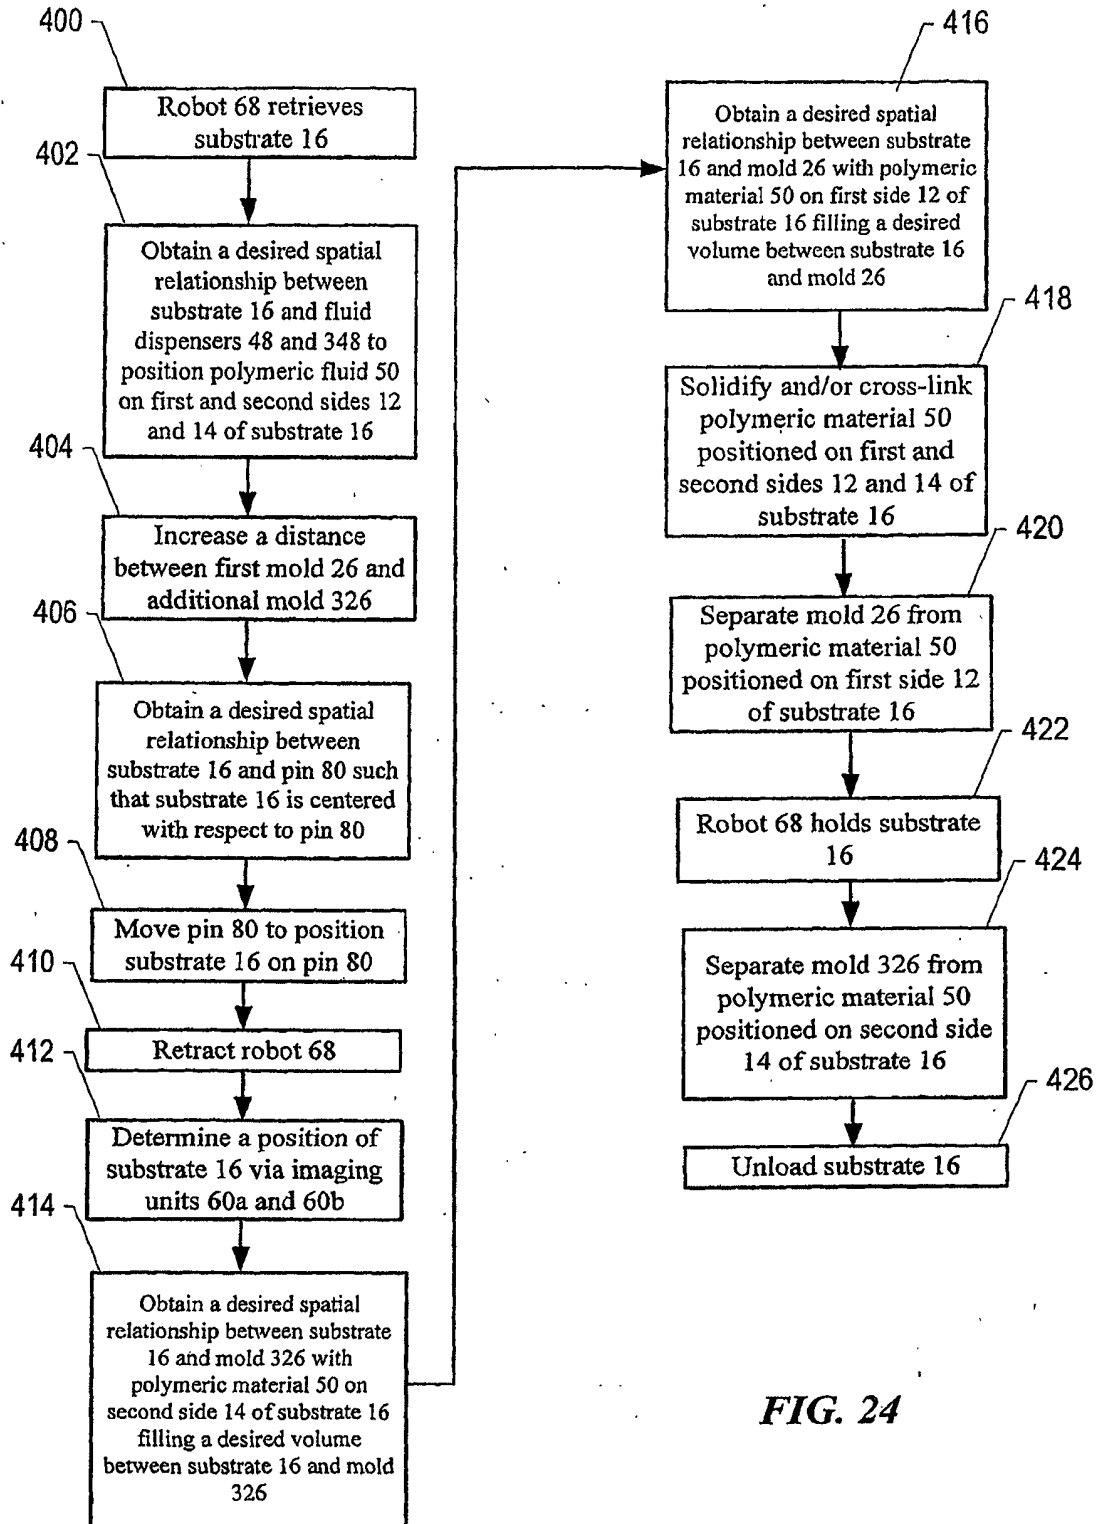 400
Robot 68 retrieves
substrate 16
402
Obtain a desired spatial
relationship between
substrate 16 and fluid
dispensers 48 and 348 to
position polymeric fluid 50
on first and second sides 12
and 14 of substrate 16
404
Increase a distance
between first mold 26 and
additional mold 326
406
Obtain a desired spatial
relationship between
substrate 16 and pin 80 such
that substrate 16 is centered
with respect to pin 80
408
Move pin 80 to position
substrate 16 on pin 80
410
Retract robot 68
412
Determine a position of
substrate 16 via imaging
units 60a and 60b
414
Obtain a desired spatial
relationship between substrate
16 and mold 326 with
polymeric material 50 on
second side 14 of substrate 16
filling a desired volume
between substrate 16 and mold
326
416
Obtain a desired spatial
relationship between substrate
16 and mold 26 with polymeric
material 50 on first side 12 of
substrate 16 filling a desired
volume between substrate 16
and mold 26
418
Solidify and/or cross-link
polymeric material 50
positioned on first and
second sides 12 and 14 of
substrate 16
420
Separate mold 26 from
polymeric material 50
positioned on first side 12
of substrate 16
422
Robot 68 holds substrate
16
424
Separate mold 326 from
polymeric material 50
positioned on second side
14 of substrate 16
426
Unload substrate 16
FIG. 24